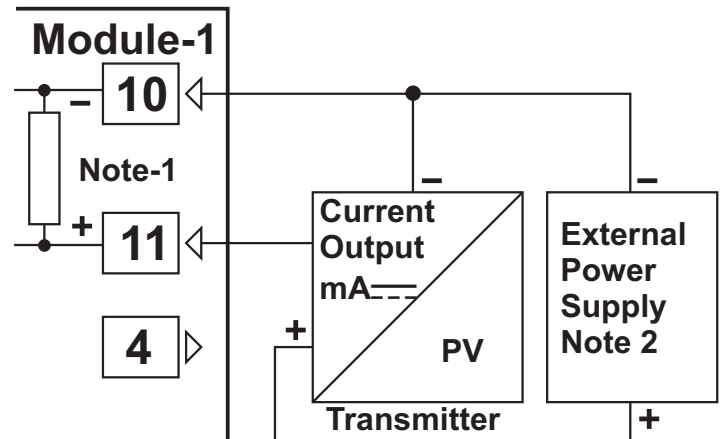 Module-1
− 10
Note-1
+ 11
4
−
Current
Output
mA
+
PV
Transmitter
−
External
Power
Supply
Note 2
+